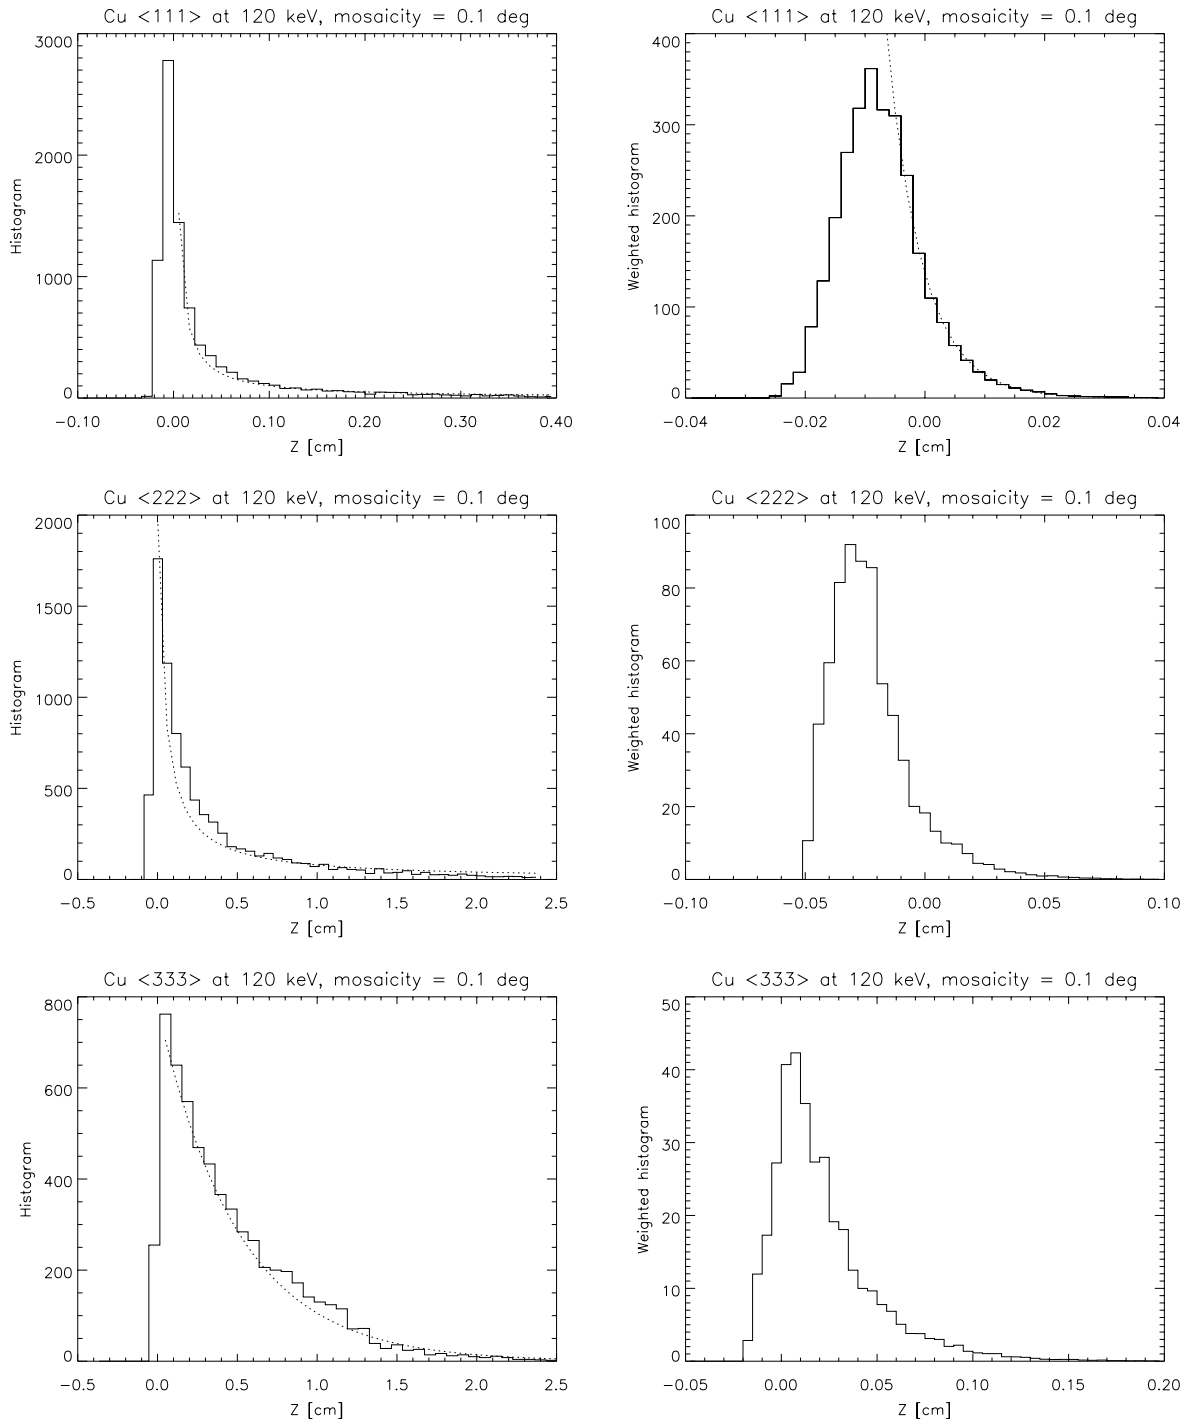 Cu <111> at 120 keV, mosaicity = 0.1 deg
3000
2000
1000
0
Histogram
−0.10 0.00 0.10 0.20 0.30 0.40
Z [cm]
Cu <111> at 120 keV, mosaicity = 0.1 deg
400
300
200
100
0
Weighted histogram
−0.04 −0.02 0.00 0.02 0.04
Z [cm]
Cu <222> at 120 keV, mosaicity = 0.1 deg
2000
1500
1000
500
0
Histogram
−0.5 0.0 0.5 1.0 1.5 2.0 2.5
Z [cm]
Cu <222> at 120 keV, mosaicity = 0.1 deg
100
80
60
40
20
0
Weighted histogram
−0.10 −0.05 0.00 0.05 0.10
Z [cm]
Cu <333> at 120 keV, mosaicity = 0.1 deg
800
600
400
200
0
Histogram
−0.5 0.0 0.5 1.0 1.5 2.0 2.5
Z [cm]
Cu <333> at 120 keV, mosaicity = 0.1 deg
50
40
30
20
10
0
Weighted histogram
−0.05 0.00 0.05 0.10 0.15 0.20
Z [cm]